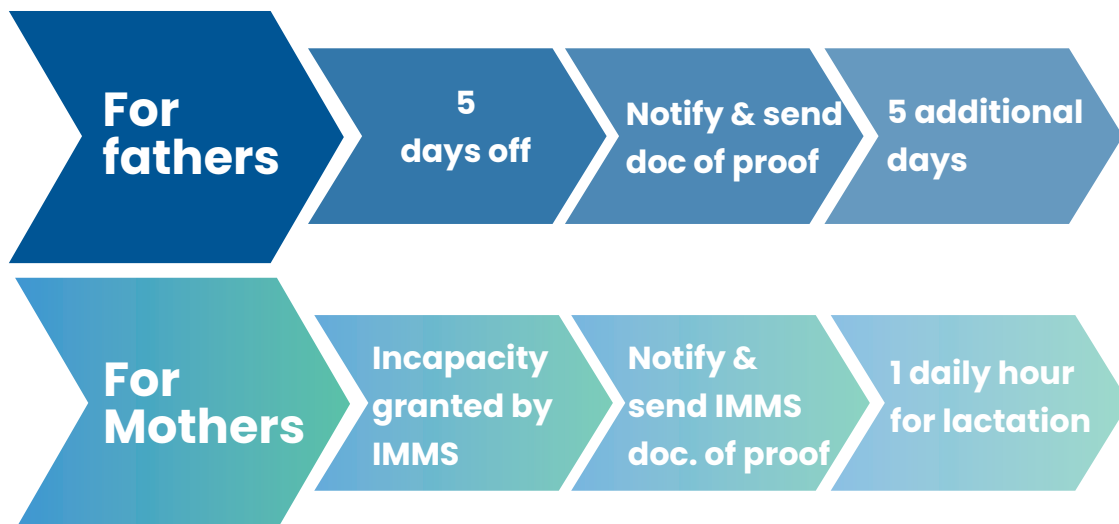 For
fathers
5
days off
Notify & send
doc of proof
5 additional
days
For
Mothers
Incapacity
granted by
IMMS
Notify &
send IMMS
doc. of proof
1 daily hour
for lactation